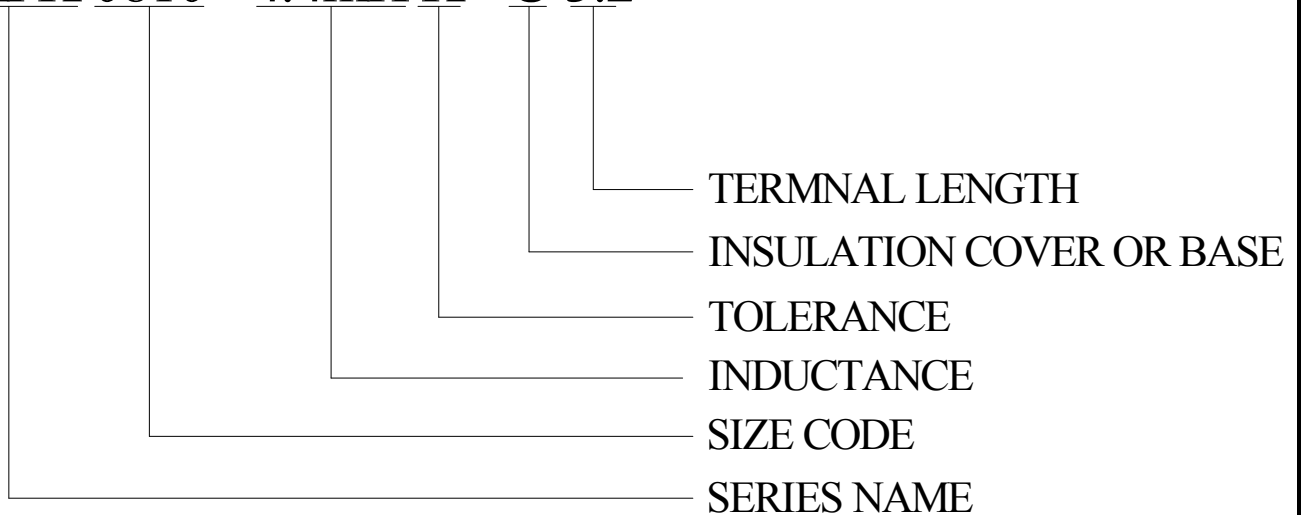 TERMNAL LENGTH
INSULATION COVER OR BASE
TOLERANCE
INDUCTANCE
SIZE CODE
SERIES NAME